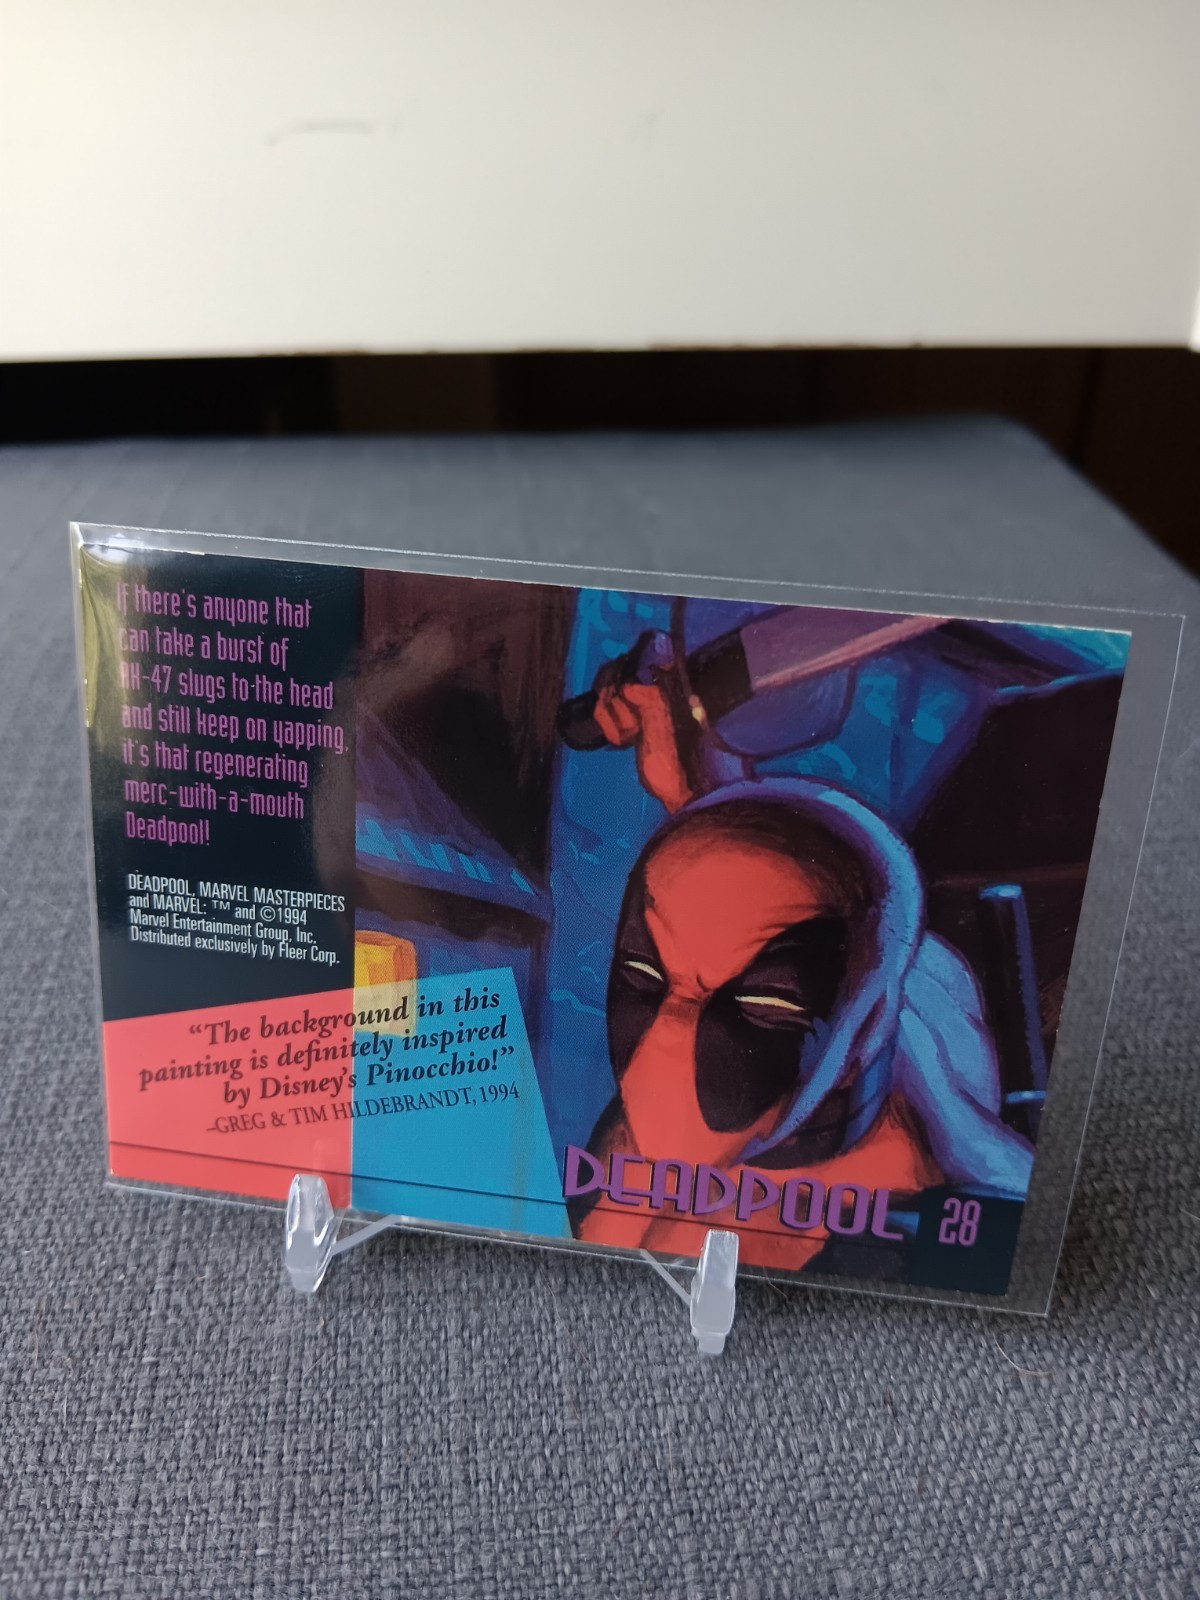 If there's anyone that
can take a burst of
AK-47 slugs to the head
and still keep on yapping,
it's that regenerating
merc-with-a-mouth
Deadpool!
DEADPOOL, MARVEL MASTERPIECES
and MARVEL: ™ and ©1994
Marvel Entertainment Group, Inc.
Distributed exclusively by Fleer Corp.
“The background in this
painting is definitely inspired
by Disney's Pinocchio!”
–GREG & TIM HILDEBRANDT, 1994
DEADPOOL 28